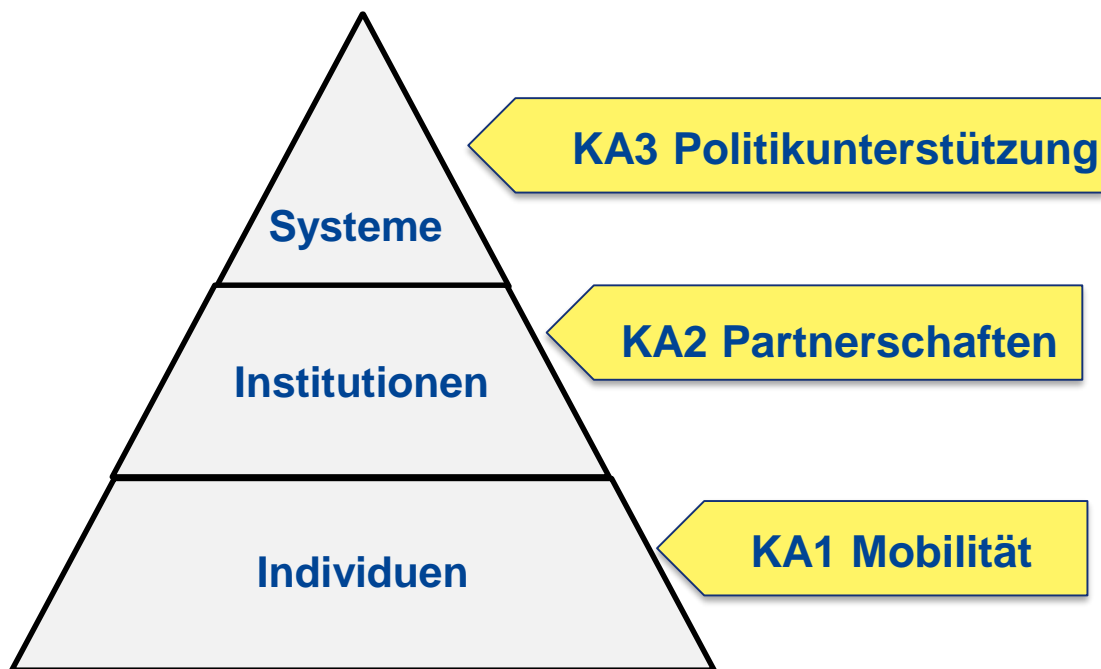 KA3 Politikunterstützung
Systeme
KA2 Partnerschaften
Institutionen
KA1 Mobilität
Individuen